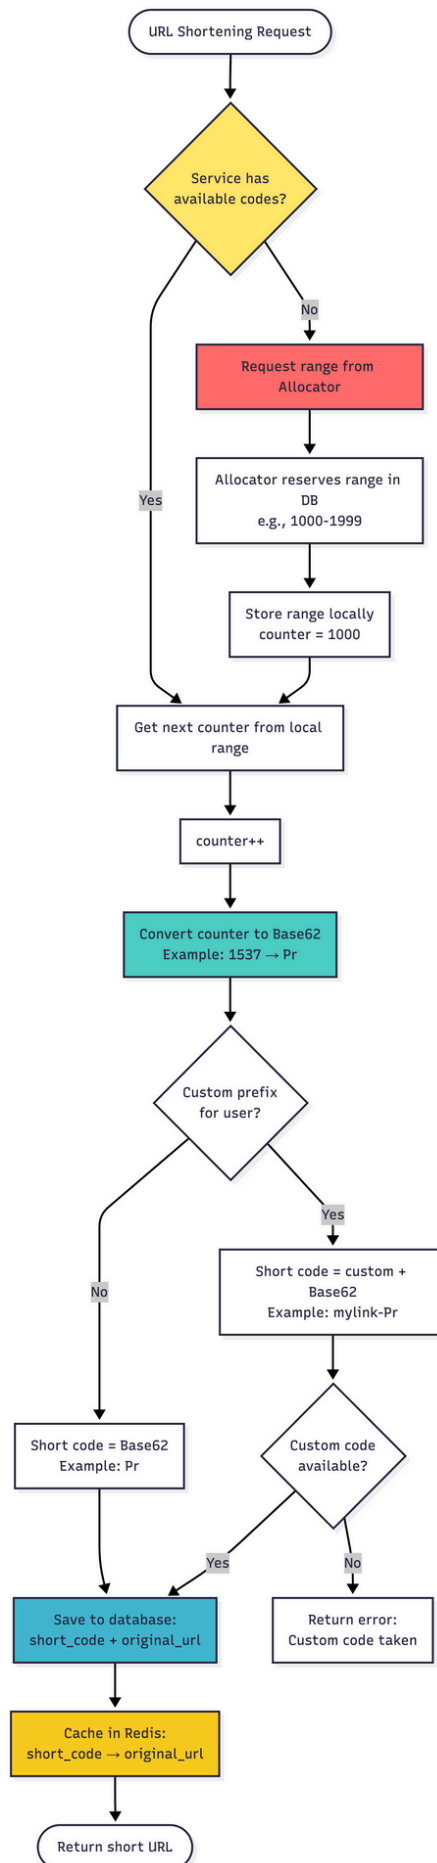 URL Shortening Request
Service has
available codes?
No
Request range from
Allocator
Allocator reserves range in
DB
e.g., 1000-1999
Yes
Store range locally
counter = 1000
Get next counter from local
range
counter++
Convert counter to Base62
Example: 1537 → Pr
Custom prefix
for user?
Yes
Short code = custom +
Base62
Example: mylink-Pr
No
Short code = Base62
Example: Pr
Custom code
available?
Yes
No
Save to database:
short_code + original_url
Return error:
Custom code taken
Cache in Redis:
short_code → original_url
Return short URL